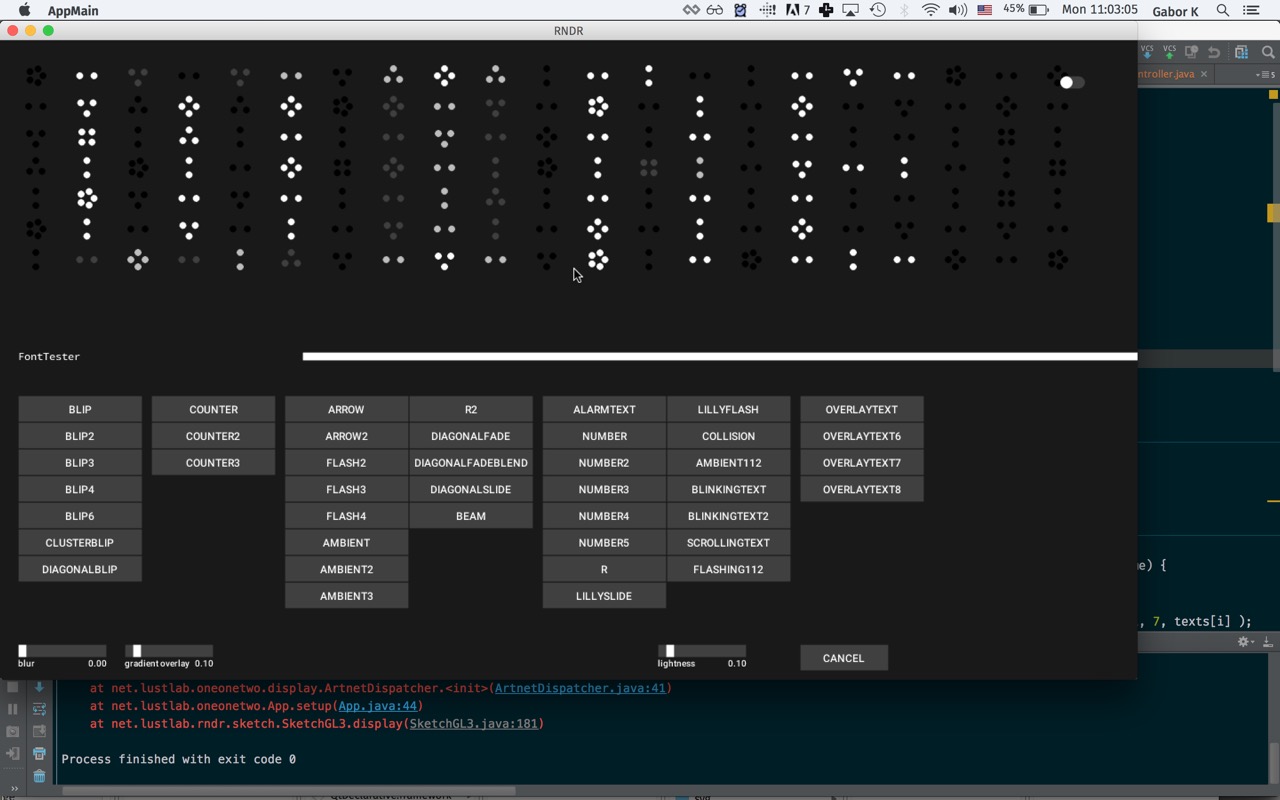 AppMain
7
45%
Mon 11:03:05
Gabor K
RNDR
VCS VCS
ntroller.java
5
FontTester
BLIP COUNTER ARROW R2 ALARMTEXT LILLYFLASH OVERLAYTEXT
BLIP2 COUNTER2 ARROW2 DIAGONALFADE NUMBER COLLISION OVERLAYTEXT6
BLIP3 COUNTER3 FLASH2 DIAGONALFADEBLEND NUMBER2 AMBIENT112 OVERLAYTEXT7
BLIP4 FLASH3 DIAGONALSLIDE NUMBER3 BLINKINGTEXT OVERLAYTEXT8
BLIP6 FLASH4 BEAM NUMBER4 BLINKINGTEXT2
CLUSTERBLIP AMBIENT NUMBER5 SCROLLINGTEXT
DIAGONALBLIP AMBIENT2 R FLASHING112
AMBIENT3 LILLYSLIDE
e) {
, 7, texts[i] );
blur 0.00 gradient overlay 0.10 lightness 0.10 CANCEL
at net.lustlab.oneonetwo.display.ArtnetDispatcher.<init>(ArtnetDispatcher.java:41)
at net.lustlab.oneonetwo.App.setup(App.java:44)
at net.lustlab.rndr.sketch.SketchGL3.display(SketchGL3.java:181)
Process finished with exit code 0